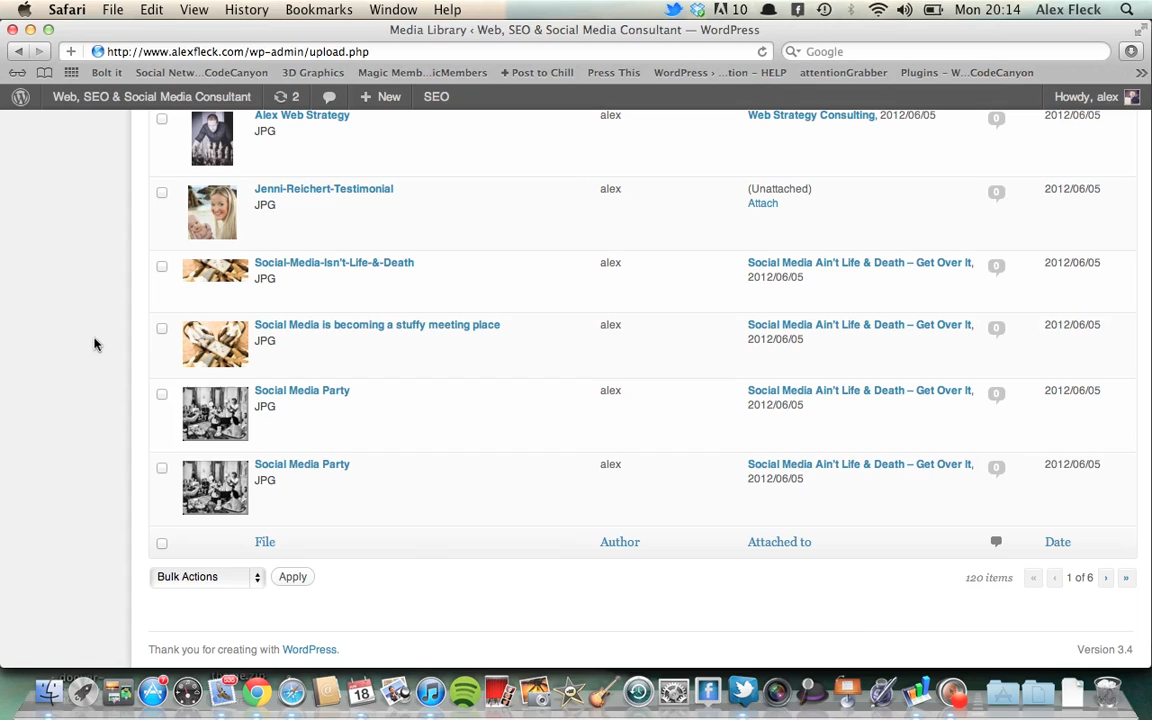 Safari File Edit View History Bookmarks Window Help 10 Mon 20:14 Alex Fleck
Media Library ‹ Web, SEO & Social Media Consultant — WordPress
http://www.alexfleck.com/wp-admin/upload.php Google
Bolt it Social Netw...CodeCanyon 3D Graphics Magic Memb...icMembers + Post to Chill Press This WordPress › ...tion – HELP attentionGrabber Plugins – W...CodeCanyon
Web, SEO & Social Media Consultant 2 + New SEO Howdy, alex
Alex Web Strategy alex Web Strategy Consulting, 2012/06/05 0 2012/06/05
JPG
Jenni-Reichert-Testimonial alex (Unattached) 0 2012/06/05
JPG Attach
Social-Media-Isn't-Life-&-Death alex Social Media Ain't Life & Death – Get Over It, 0 2012/06/05
JPG 2012/06/05
Social Media is becoming a stuffy meeting place alex Social Media Ain't Life & Death – Get Over It, 0 2012/06/05
JPG 2012/06/05
Social Media Party alex Social Media Ain't Life & Death – Get Over It, 0 2012/06/05
JPG 2012/06/05
Social Media Party alex Social Media Ain't Life & Death – Get Over It, 0 2012/06/05
JPG 2012/06/05
File Author Attached to Date
Bulk Actions Apply 120 items « ‹ 1 of 6 › »
Thank you for creating with WordPress. Version 3.4
18